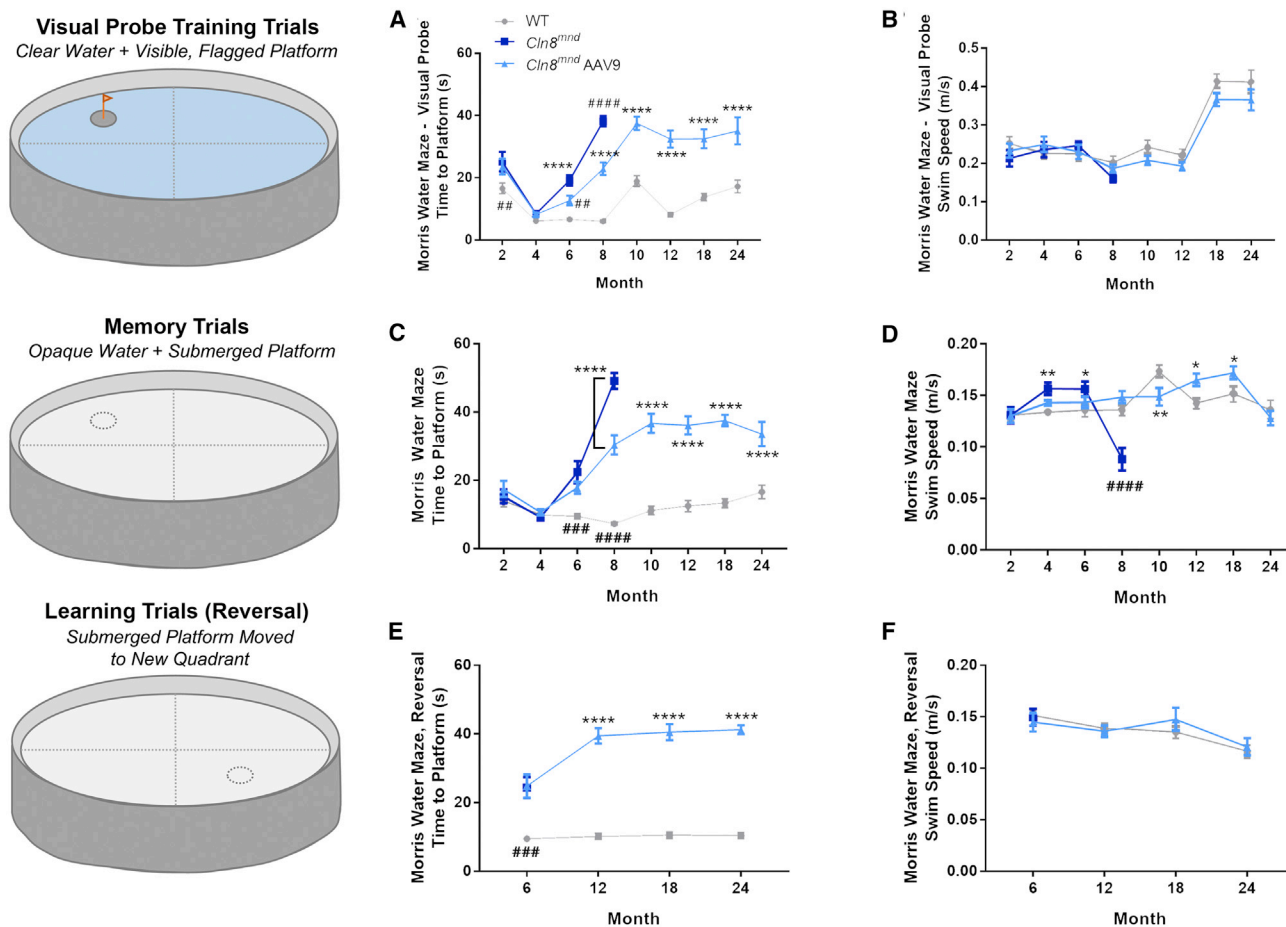 Visual Probe Training Trials
Clear Water + Visible, Flagged Platform
A
WT
Cln8mnd
Cln8mnd AAV9
Morris Water Maze - Visual Probe
Time to Platform (s)
60
40
20
0
##
****
##
####
****
****
****
****
****
2 4 6 8 10 12 18 24
Month
B
Morris Water Maze - Visual Probe
Swim Speed (m/s)
0.5
0.4
0.3
0.2
0.1
0.0
2 4 6 8 10 12 18 24
Month
Memory Trials
Opaque Water + Submerged Platform
C
Morris Water Maze
Time to Platform (s)
60
40
20
0
****
###
####
****
****
****
****
2 4 6 8 10 12 18 24
Month
D
Morris Water Maze
Swim Speed (m/s)
0.20
0.15
0.10
0.05
0.00
**
*
####
**
*
*
2 4 6 8 10 12 18 24
Month
Learning Trials (Reversal)
Submerged Platform Moved
to New Quadrant
E
Morris Water Maze, Reversal
Time to Platform (s)
60
40
20
0
###
****
****
****
6 12 18 24
Month
F
Morris Water Maze, Reversal
Swim Speed (m/s)
0.20
0.15
0.10
0.05
0.00
6 12 18 24
Month